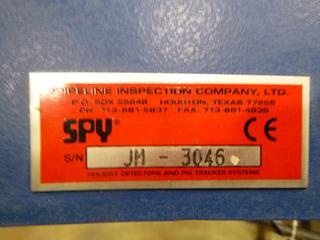 PIPELINE INSPECTION COMPANY, LTD.
P.O. BOX 55648 HOUSTON, TEXAS 77255
PH: 713-681-5837 FAX: 713-681-4838
SPY® CE
S/N JM - 3046
HOLIDAY DETECTORS AND PIG TRACKER SYSTEMS